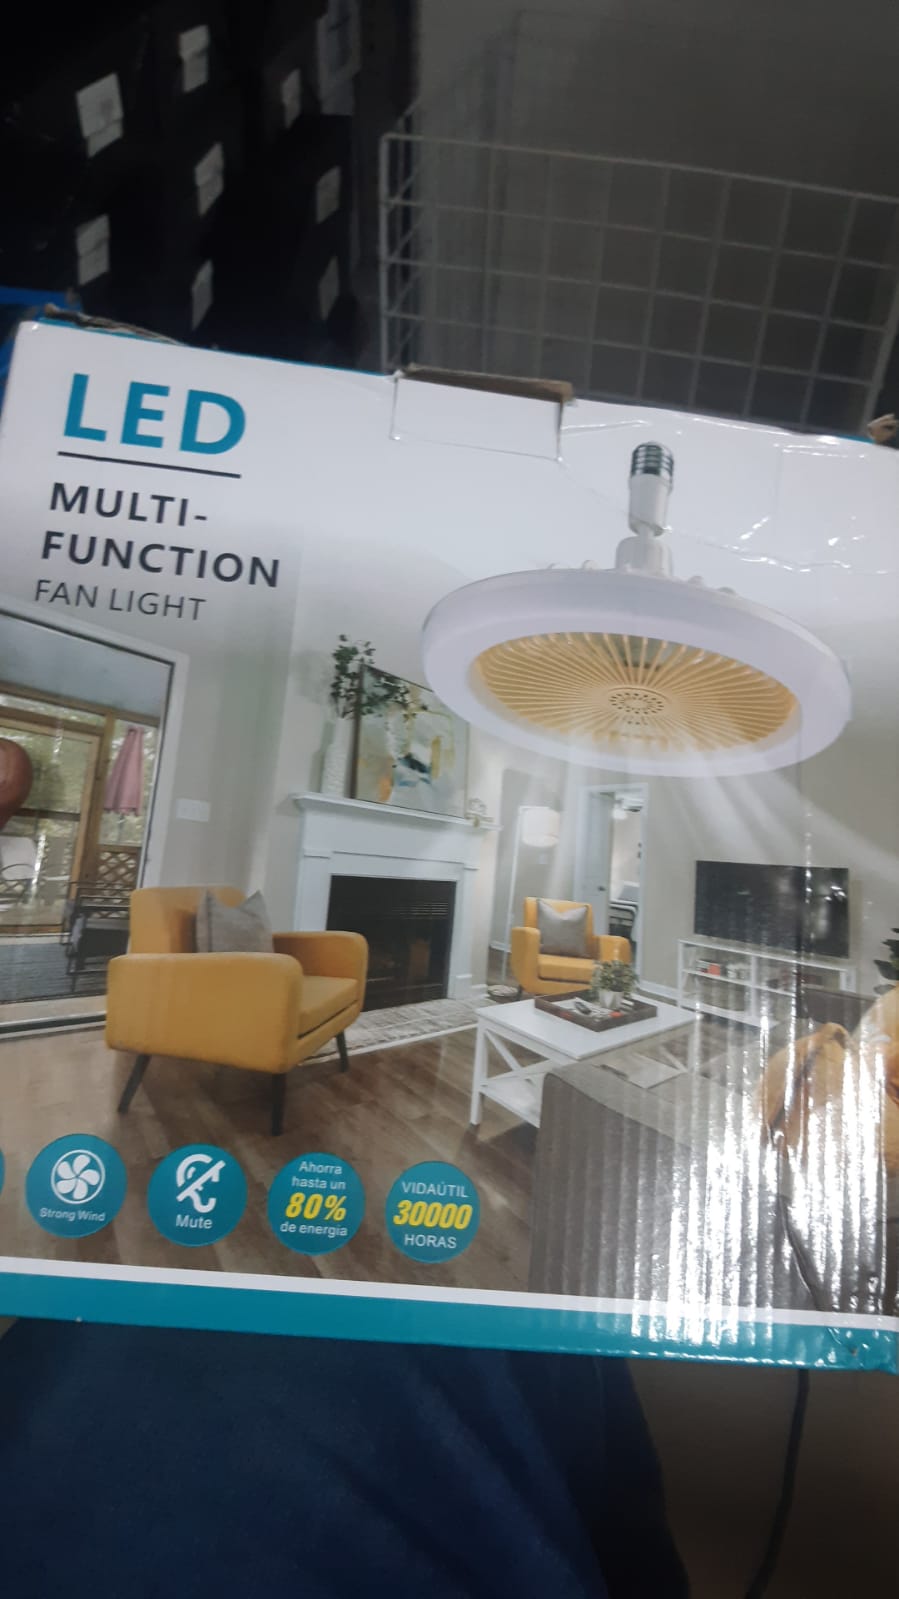 LED
MULTI-
FUNCTION
FAN LIGHT
Strong Wind
Mute
Ahorra
hasta un
80%
de energia
VIDAÚTIL
30000
HORAS